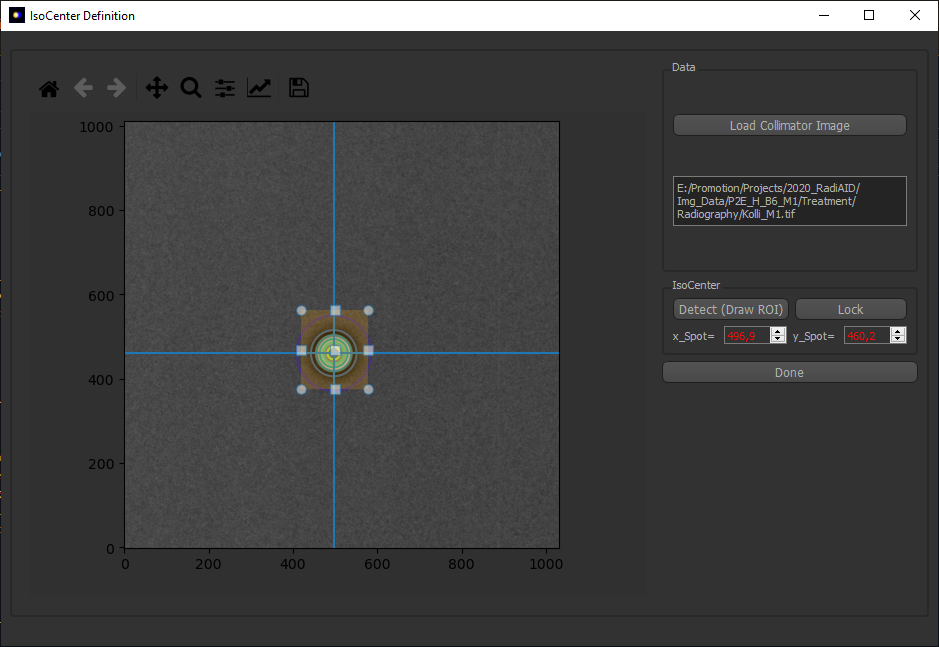 IsoCenter Definition
Data
Load Collimator Image
E:/Promotion/Projects/2020_RadiAID/
Img_Data/P2E_H_B6_M1/Treatment/
Radiography/Kolli_M1.tif
IsoCenter
Detect (Draw ROI)
Lock
x_Spot=
496,9
y_Spot=
460,2
Done
1000
800
600
400
200
0
0
200
400
600
800
1000